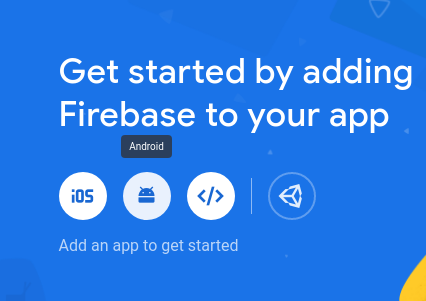 Get started by adding
Firebase to your app
Android
iOS
Add an app to get started